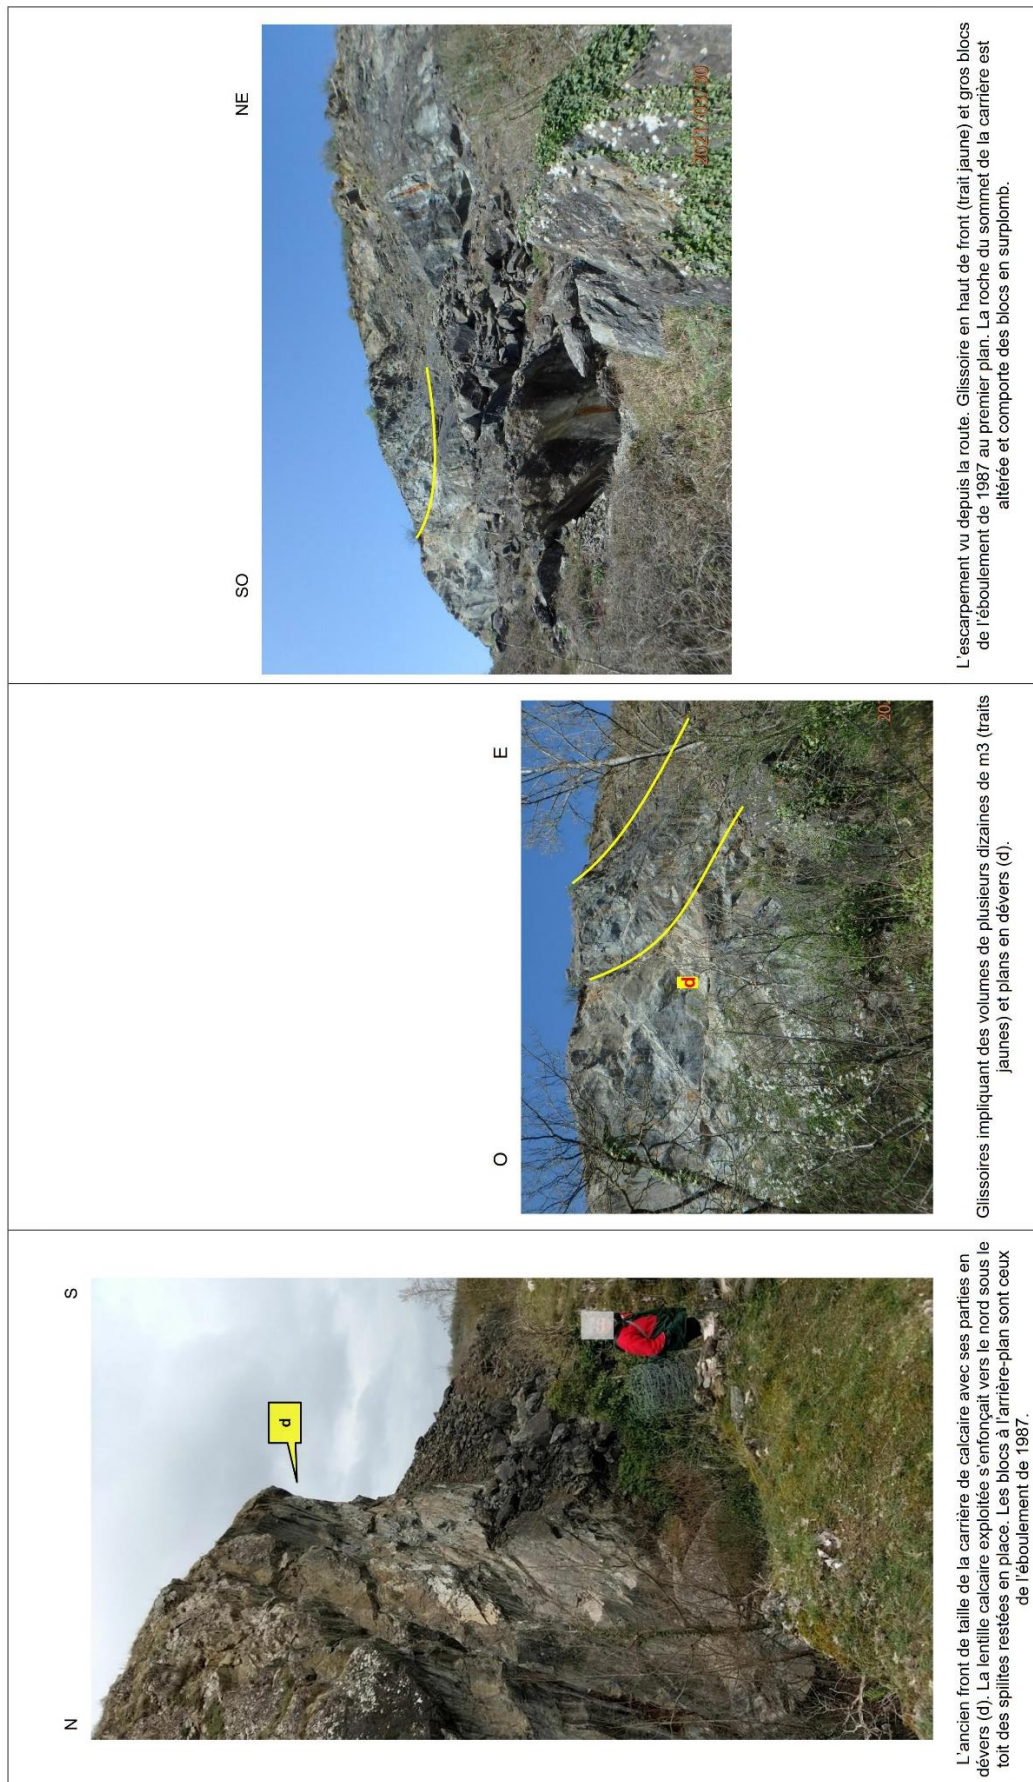 N
S
d
L'ancien front de taille de la carrière de calcaire avec ses parties en
dévers (d). La lentille calcaire exploitée s'enfonçait vers le nord sous le
toit des spilites restées en place. Les blocs à l'arrière-plan sont ceux
de l'éboulement de 1987.
O
E
d
Glissoires impliquant des volumes de plusieurs dizaines de m3 (traits
jaunes) et plans en dévers (d).
SO
NE
L'escarpement vu depuis la route. Glissoire en haut de front (trait jaune) et gros blocs
de l'éboulement de 1987 au premier plan. La roche du sommet de la carrière est
altérée et comporte des blocs en surplomb.